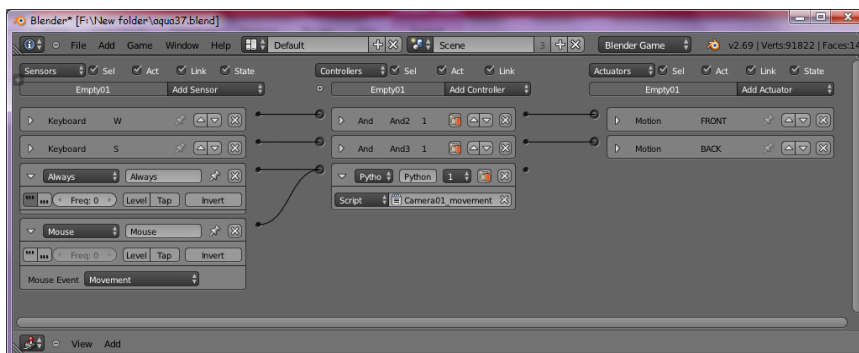 Blender* [F:\New folder\aqua37.blend]
File Add Game Window Help Default Scene 3 Blender Game v2.69 | Verts:91822 | Faces:14
Sensors Sel Act Link State Controllers Sel Act Link Actuators Sel Act Link State
Empty01 Add Sensor Empty01 Add Controller Empty01 Add Actuator
Keyboard W And And2 1 Motion FRONT
Keyboard S And And3 1 Motion BACK
Always Always Pytho Python 1
Freq: 0 Level Tap Invert Script Camera01_movement
Mouse Mouse
Freq: 0 Level Tap Invert
Mouse Event Movement
View Add